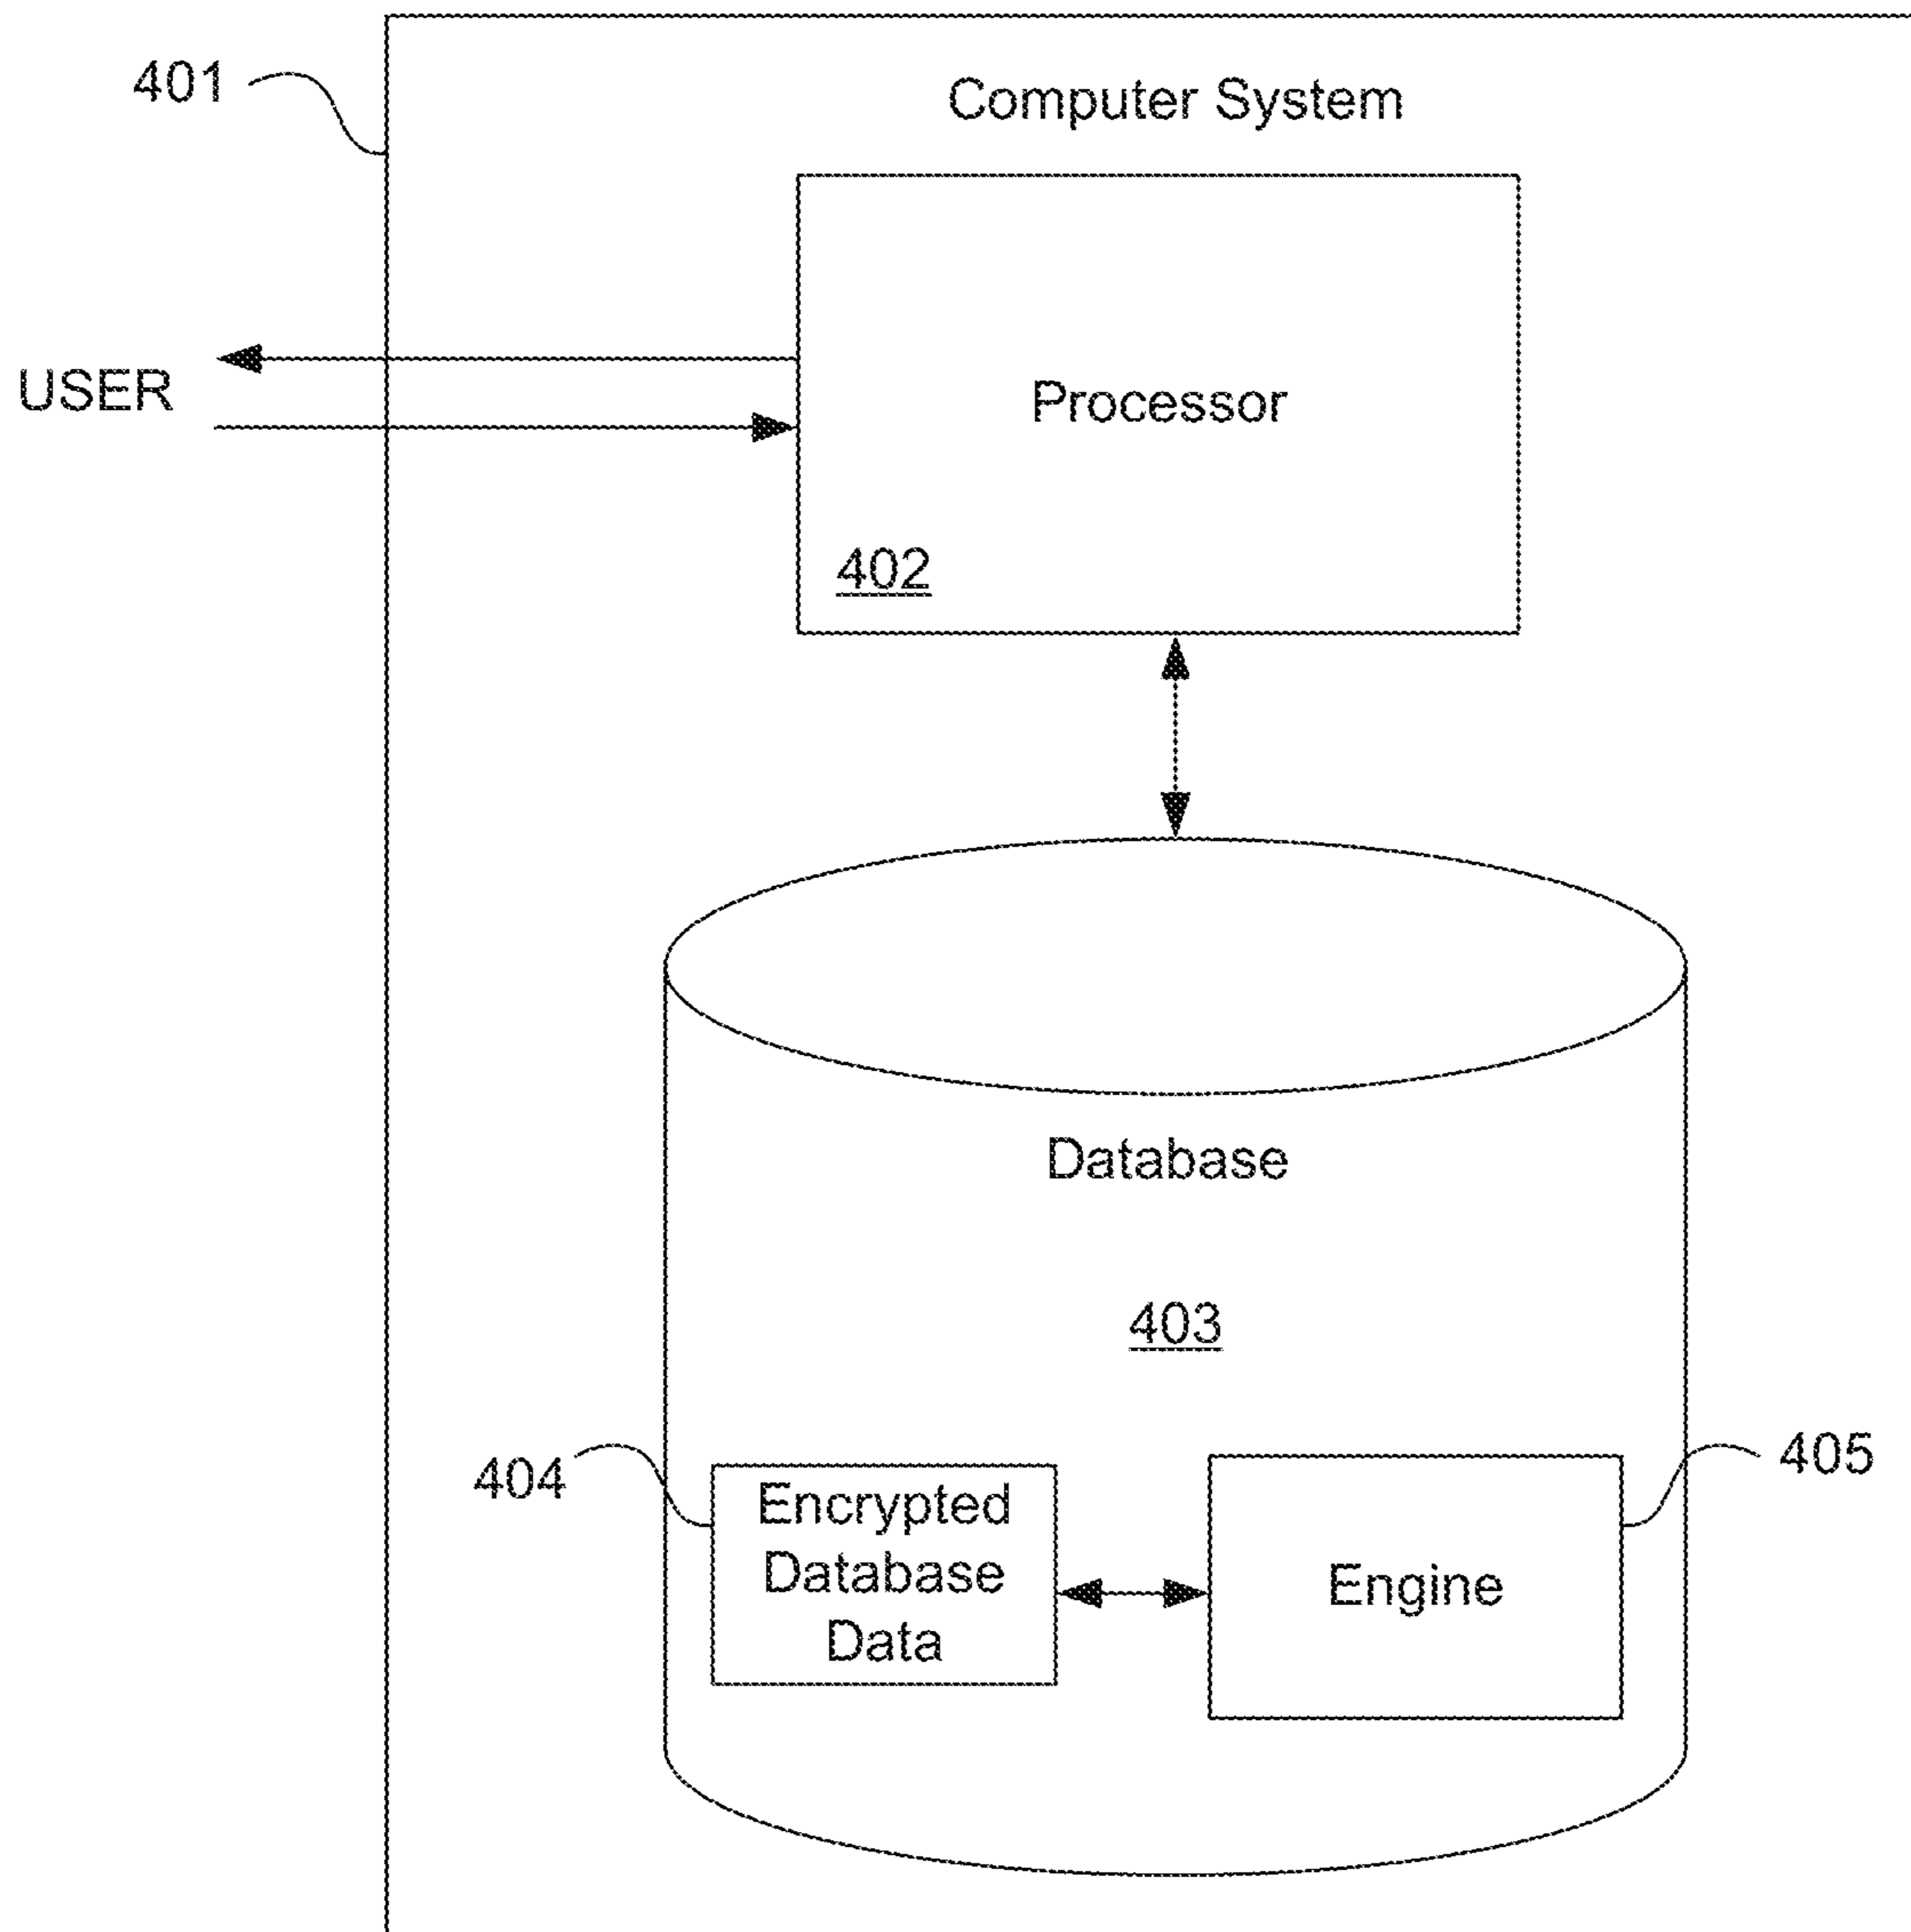 401
Computer System
USER
Processor
402
Database
403
404
Encrypted
Database
Data
Engine
405